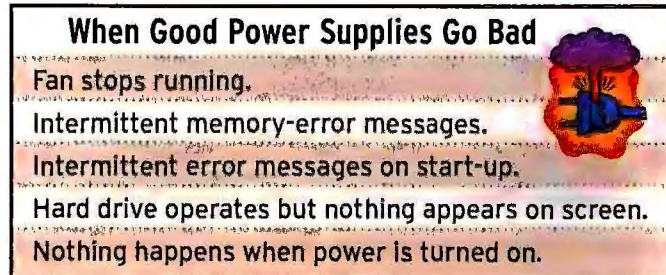 When Good Power Supplies Go Bad
Fan stops running.
Intermittent memory-error messages.
Intermittent error messages on start-up.
Hard drive operates but nothing appears on screen.
Nothing happens when power is turned on.